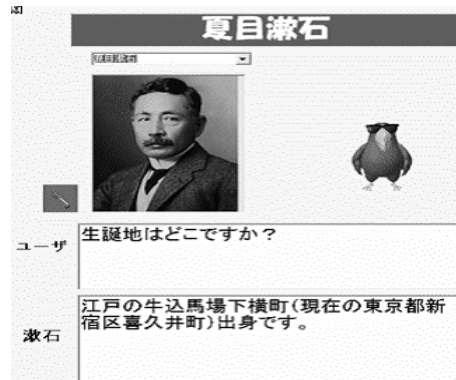 夏目漱石
夏目漱石
ユーザ
生誕地はどこですか？
漱石
江戸の牛込馬場下横町(現在の東京都新
宿区喜久井町)出身です。